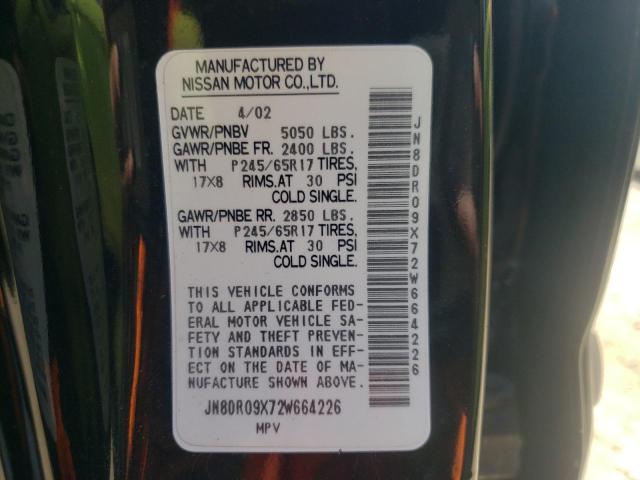 MANUFACTURED BY
NISSAN MOTOR CO.,LTD.
DATE 4/02
GVWR/PNBV 5050 LBS.
GAWR/PNBE FR. 2400 LBS.
WITH P245/65R17 TIRES,
17X8 RIMS.AT 30 PSI
COLD SINGLE.
GAWR/PNBE RR. 2850 LBS.
WITH P245/65R17 TIRES,
17X8 RIMS.AT 30 PSI
COLD SINGLE.
THIS VEHICLE CONFORMS
TO ALL APPLICABLE FED-
ERAL MOTOR VEHICLE SA-
FETY AND THEFT PREVEN-
TION STANDARDS IN EFF-
ECT ON THE DATE OF MA-
NUFACTURE SHOWN ABOVE.
JN8DR09X72W664226
MPV
JN8DR09X72W664226